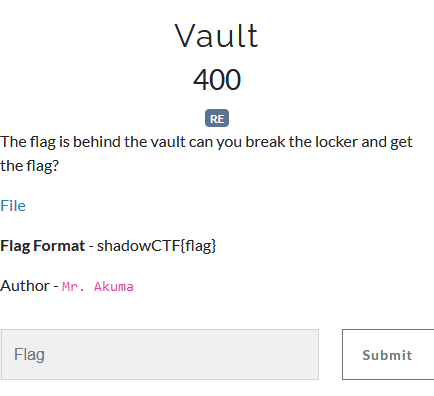 Vault
400
RE
The flag is behind the vault can you break the locker and get
the flag?
File
Flag Format - shadowCTF{flag}
Author - Mr. Akuma
Flag
Submit